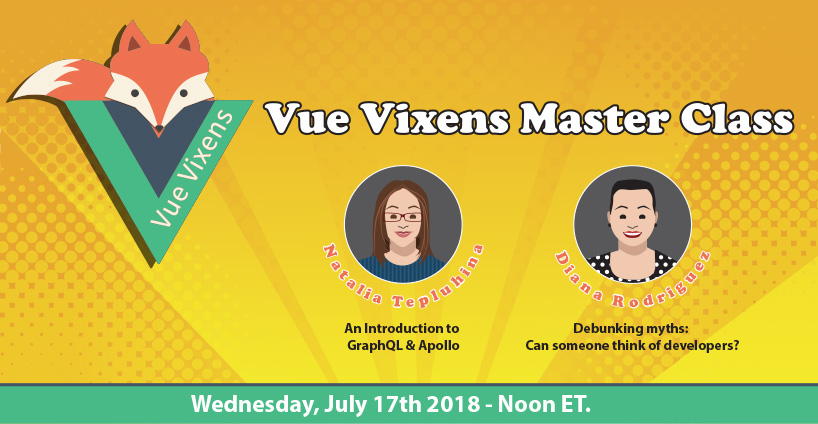 Vue Vixens
Vue Vixens Master Class
Natalia Tepluhina
Diana Rodriguez
An Introduction to
GraphQL & Apollo
Debunking myths:
Can someone think of developers?
Wednesday, July 17th 2018 - Noon ET.